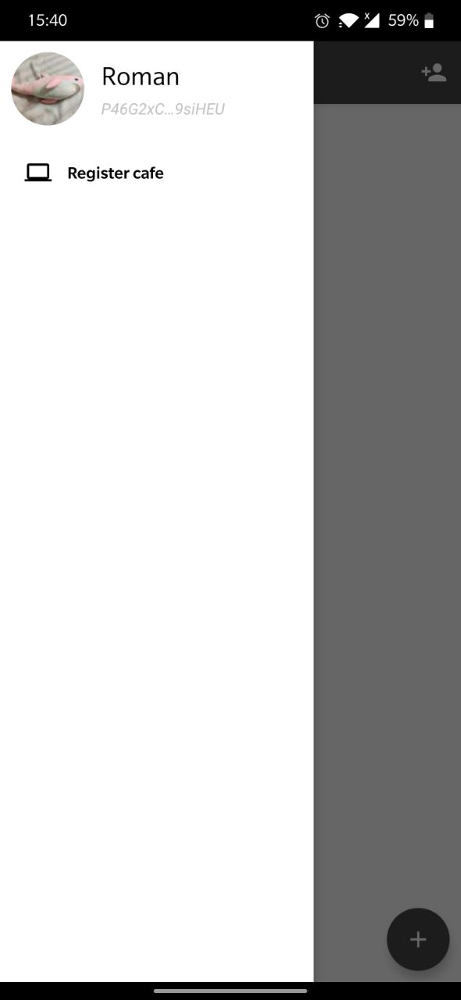 15:40
59%
Roman
P46G2xC...9siHEU
Register cafe